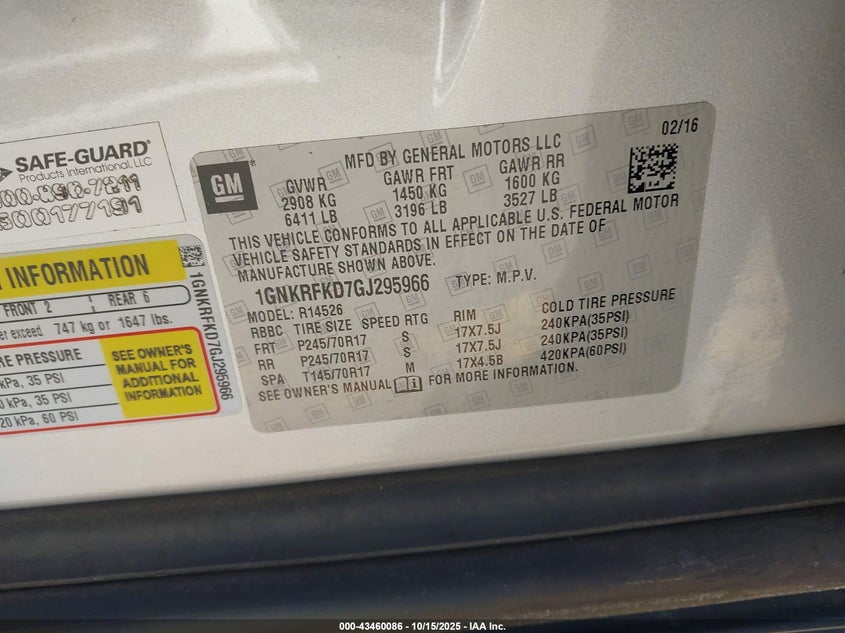 SAFE-GUARD®
Products International, LLC
INFORMATION
FRONT 2 REAR 6
exceed 747 kg or 1647 lbs.
PRESSURE
kPa, 35 PSI
kPa, 35 PSI
20 kPa, 60 PSI
SEE OWNER'S
MANUAL FOR
ADDITIONAL
INFORMATION
1GNKRFKD7GJ295966
GM
MFD BY GENERAL MOTORS LLC
02/16
GVWR GAWR FRT GAWR RR
2908 KG 1450 KG 1600 KG
6411 LB 3196 LB 3527 LB
THIS VEHICLE CONFORMS TO ALL APPLICABLE U.S. FEDERAL MOTOR
VEHICLE SAFETY STANDARDS IN EFFECT ON THE DATE OF
MANUFACTURE SHOWN ABOVE.
1GNKRFKD7GJ295966 TYPE: M.P.V.
MODEL: R14526
RBBC TIRE SIZE SPEED RTG RIM COLD TIRE PRESSURE
FRT P245/70R17 S 17X7.5J 240KPA(35PSI)
RR P245/70R17 S 17X7.5J 240KPA(35PSI)
SPA T145/70R17 M 17X4.5B 420KPA(60PSI)
SEE OWNER'S MANUAL FOR MORE INFORMATION.
000-43460086 - 10/15/2025 - IAA Inc.